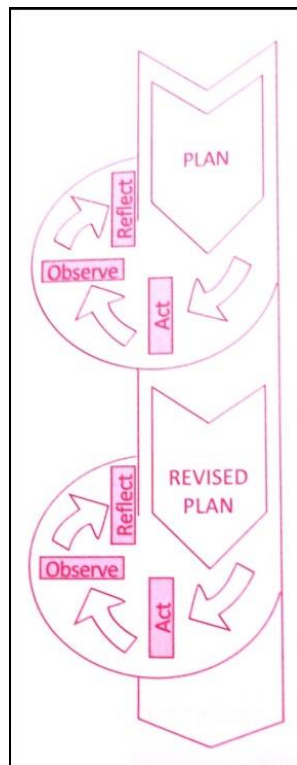 PLAN
Reflect
Observe
Act
REVISED
PLAN
Reflect
Observe
Act